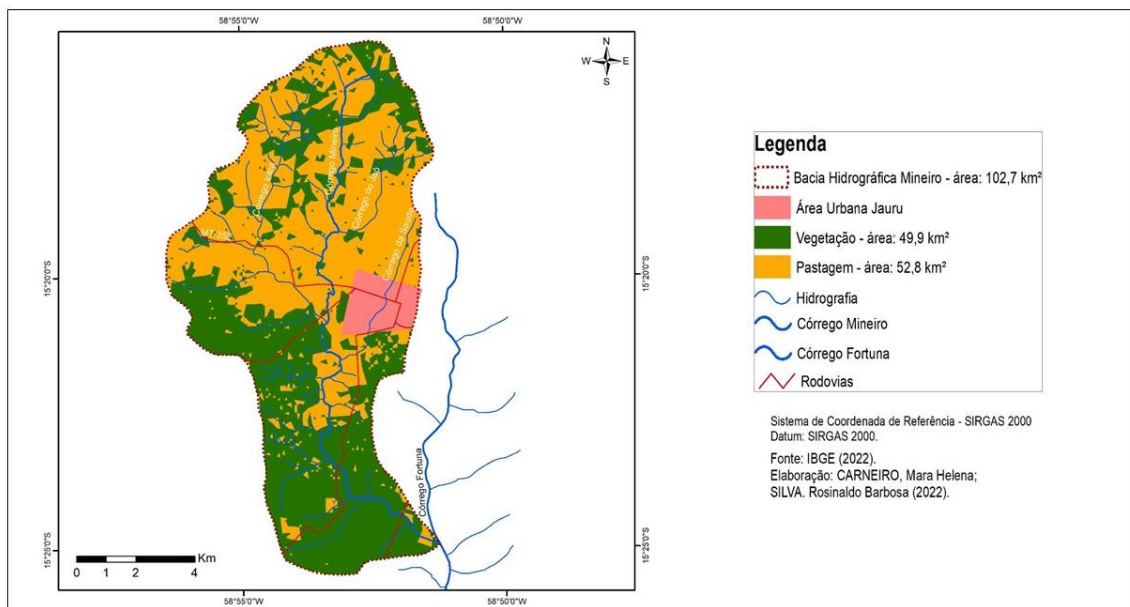 58°55'0"W
58°50'0"W
N
W
E
S
Córrego Mineiro
Córrego da Saúde
15°20'0"S
15°20'0"S
Córrego Fortuna
15°25'0"S
15°25'0"S
Km
0 1 2 4
58°55'0"W
58°50'0"W
Legenda
Bacia Hidrográfica Mineiro - área: 102,7 km²
Área Urbana Jauru
Vegetação - área: 49,9 km²
Pastagem - área: 52,8 km²
Hidrografia
Córrego Mineiro
Córrego Fortuna
Rodovias
Sistema de Coordenada de Referência - SIRGAS 2000
Datum: SIRGAS 2000.
Fonte: IBGE (2022).
Elaboração: CARNEIRO, Mara Helena;
SILVA. Rosinaldo Barbosa (2022).